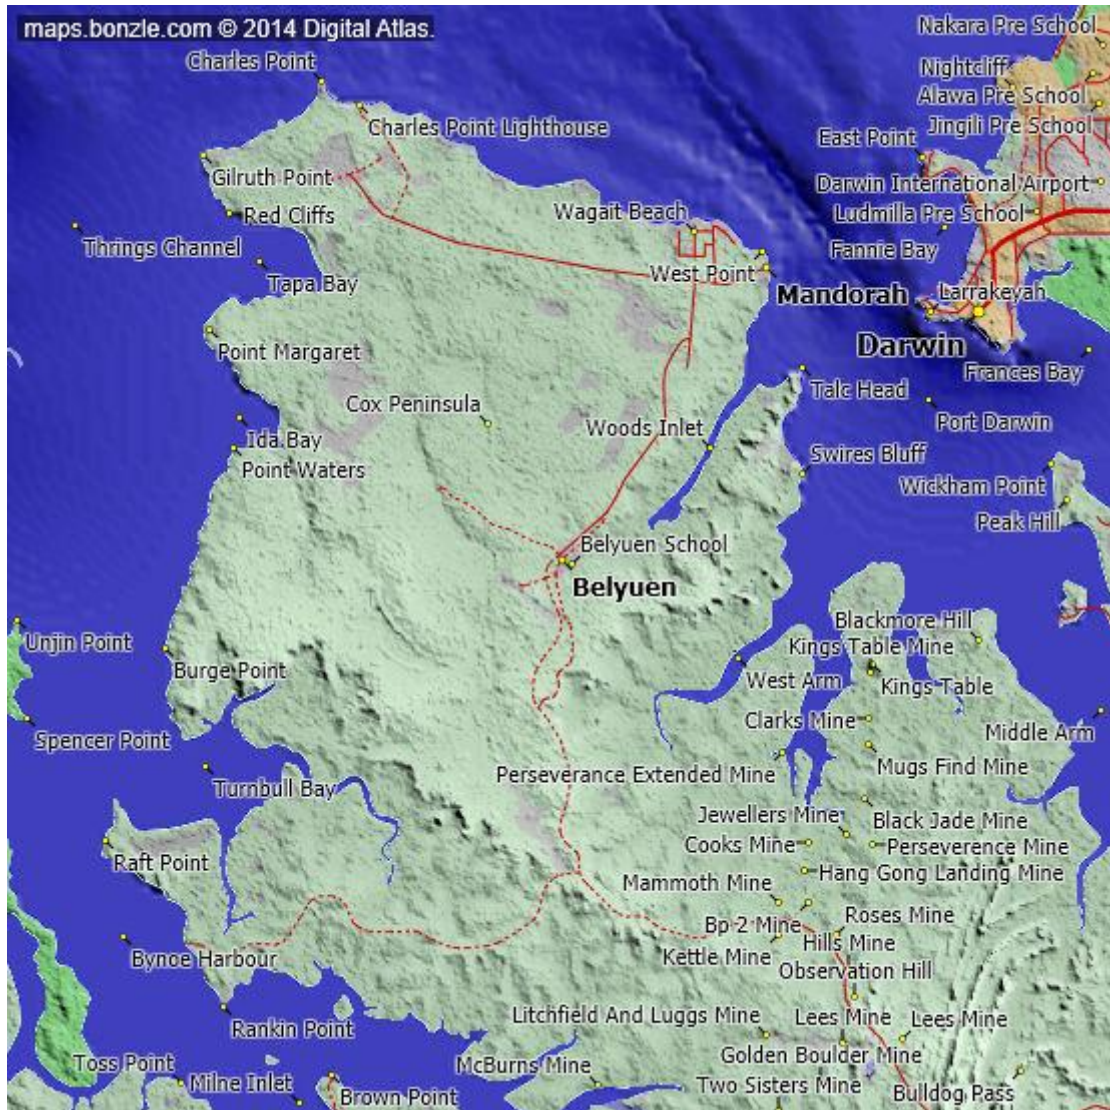 maps.bonzle.com © 2014 Digital Atlas.
Nakara Pre School
Charles Point
Nightcliff
Alawa Pre School
Charles Point Lighthouse
Jingili Pre School
East Point
Gilruth Point
Darwin International Airport
Wagait Beach
Ludmilla Pre School
Red Cliffs
Thrings Channel
Fannie Bay
West Point
Tapa Bay
Mandorah
Larrakeyah
Darwin
Point Margaret
Frances Bay
Talc Head
Cox Peninsula
Port Darwin
Woods Inlet
Ida Bay
Swires Bluff
Point Waters
Wickham Point
Peak Hill
Belyuen School
Belyuen
Blackmore Hill
Unjin Point
Kings Table Mine
Burge Point
West Arm
Kings Table
Clarks Mine
Middle Arm
Spencer Point
Mugs Find Mine
Perseverance Extended Mine
Turnbull Bay
Jewellers Mine
Black Jade Mine
Cooks Mine
Perseverence Mine
Raft Point
Hang Gong Landing Mine
Mammoth Mine
Roses Mine
Bp 2 Mine
Hills Mine
Kettle Mine
Bynoe Harbour
Observation Hill
Litchfield And Luggs Mine
Lees Mine
Lees Mine
Rankin Point
Golden Boulder Mine
Toss Point
McBurns Mine
Milne Inlet
Two Sisters Mine
Bulldog Pass
Brown Point